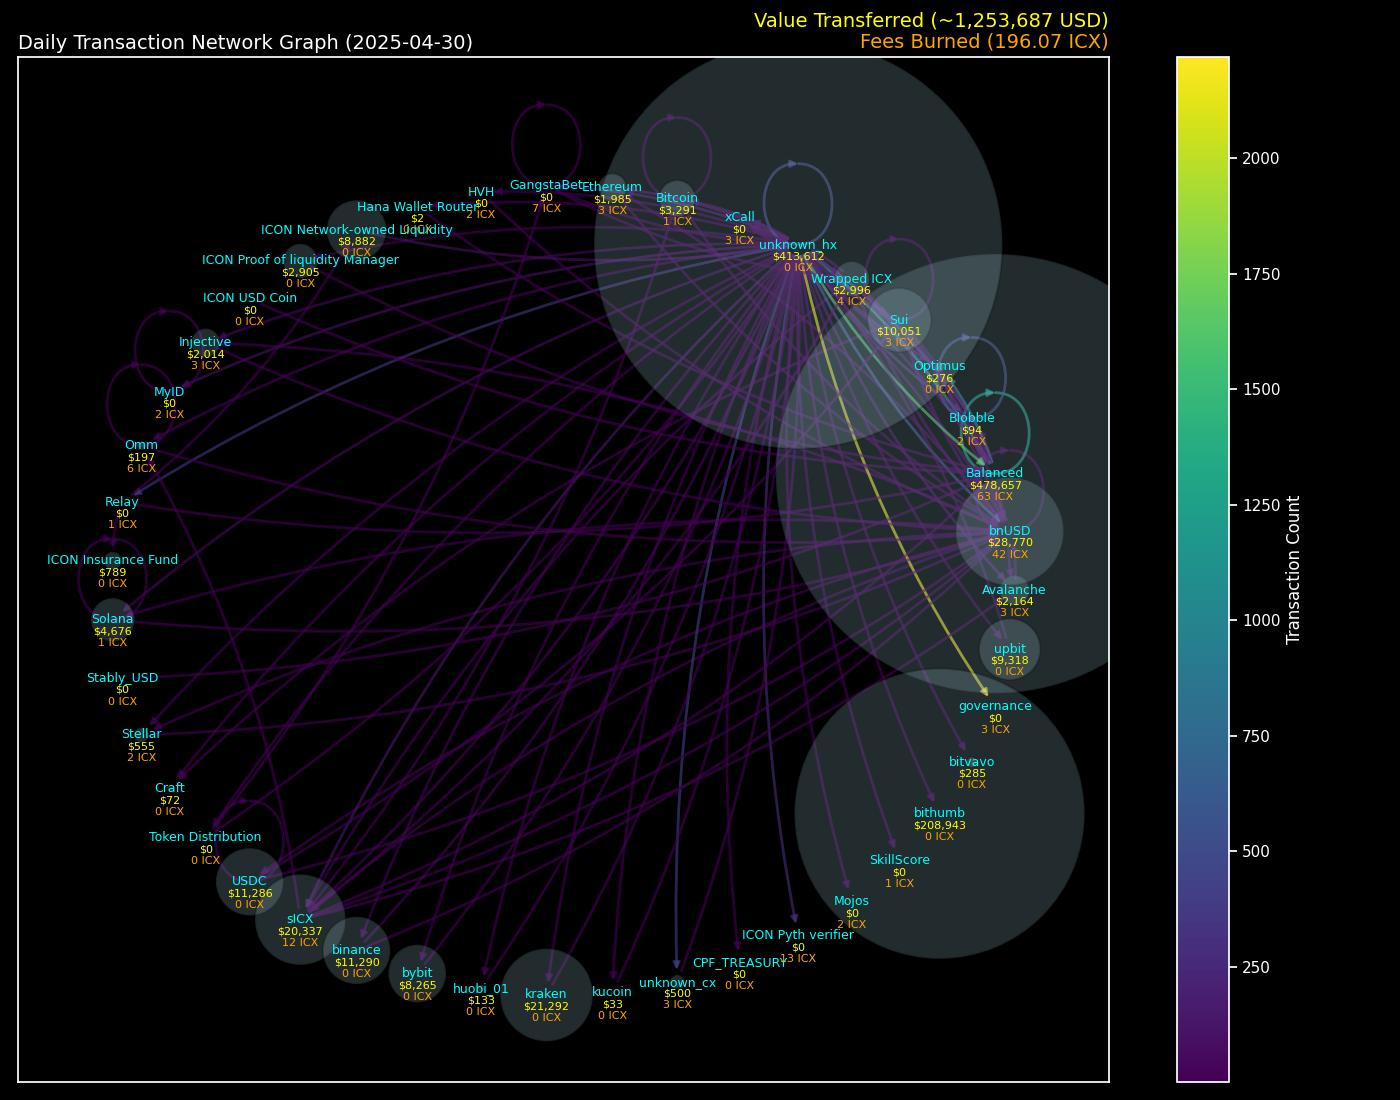 Value Transferred (~1,253,687 USD)
Daily Transaction Network Graph (2025-04-30)
Fees Burned (196.07 ICX)
GangstaBet
$0
7 ICX
Ethereum
$1,985
3 ICX
HVH
$0
2 ICX
Bitcoin
$3,291
1 ICX
Hana Wallet Router
$2
0 ICX
xCall
$0
3 ICX
ICON Network-owned Liquidity
$8,882
0 ICX
unknown_hx
$413,612
0 ICX
ICON Proof of liquidity Manager
$2,905
0 ICX
Wrapped ICX
$2,996
4 ICX
ICON USD Coin
$0
0 ICX
Sui
$10,051
3 ICX
Injective
$2,014
3 ICX
Optimus
$276
0 ICX
MyID
$0
2 ICX
Blobble
$94
2 ICX
Omm
$197
6 ICX
Balanced
$478,657
63 ICX
Relay
$0
1 ICX
bnUSD
$28,770
42 ICX
ICON Insurance Fund
$789
0 ICX
Avalanche
$2,164
3 ICX
Solana
$4,676
1 ICX
upbit
$9,318
0 ICX
Stably_USD
$0
0 ICX
governance
$0
3 ICX
Stellar
$555
2 ICX
bitvavo
$285
0 ICX
Craft
$72
0 ICX
bithumb
$208,943
0 ICX
Token Distribution
$0
0 ICX
SkillScore
$0
1 ICX
USDC
$11,286
0 ICX
Mojos
$0
2 ICX
sICX
$20,337
12 ICX
ICON Pyth verifier
$0
13 ICX
binance
$11,290
0 ICX
CPF_TREASURY
$0
0 ICX
bybit
$8,265
0 ICX
unknown_cx
$500
3 ICX
huobi_01
$133
0 ICX
kraken
$21,292
0 ICX
kucoin
$33
0 ICX
2000
1750
1500
1250
1000
750
500
250
Transaction Count